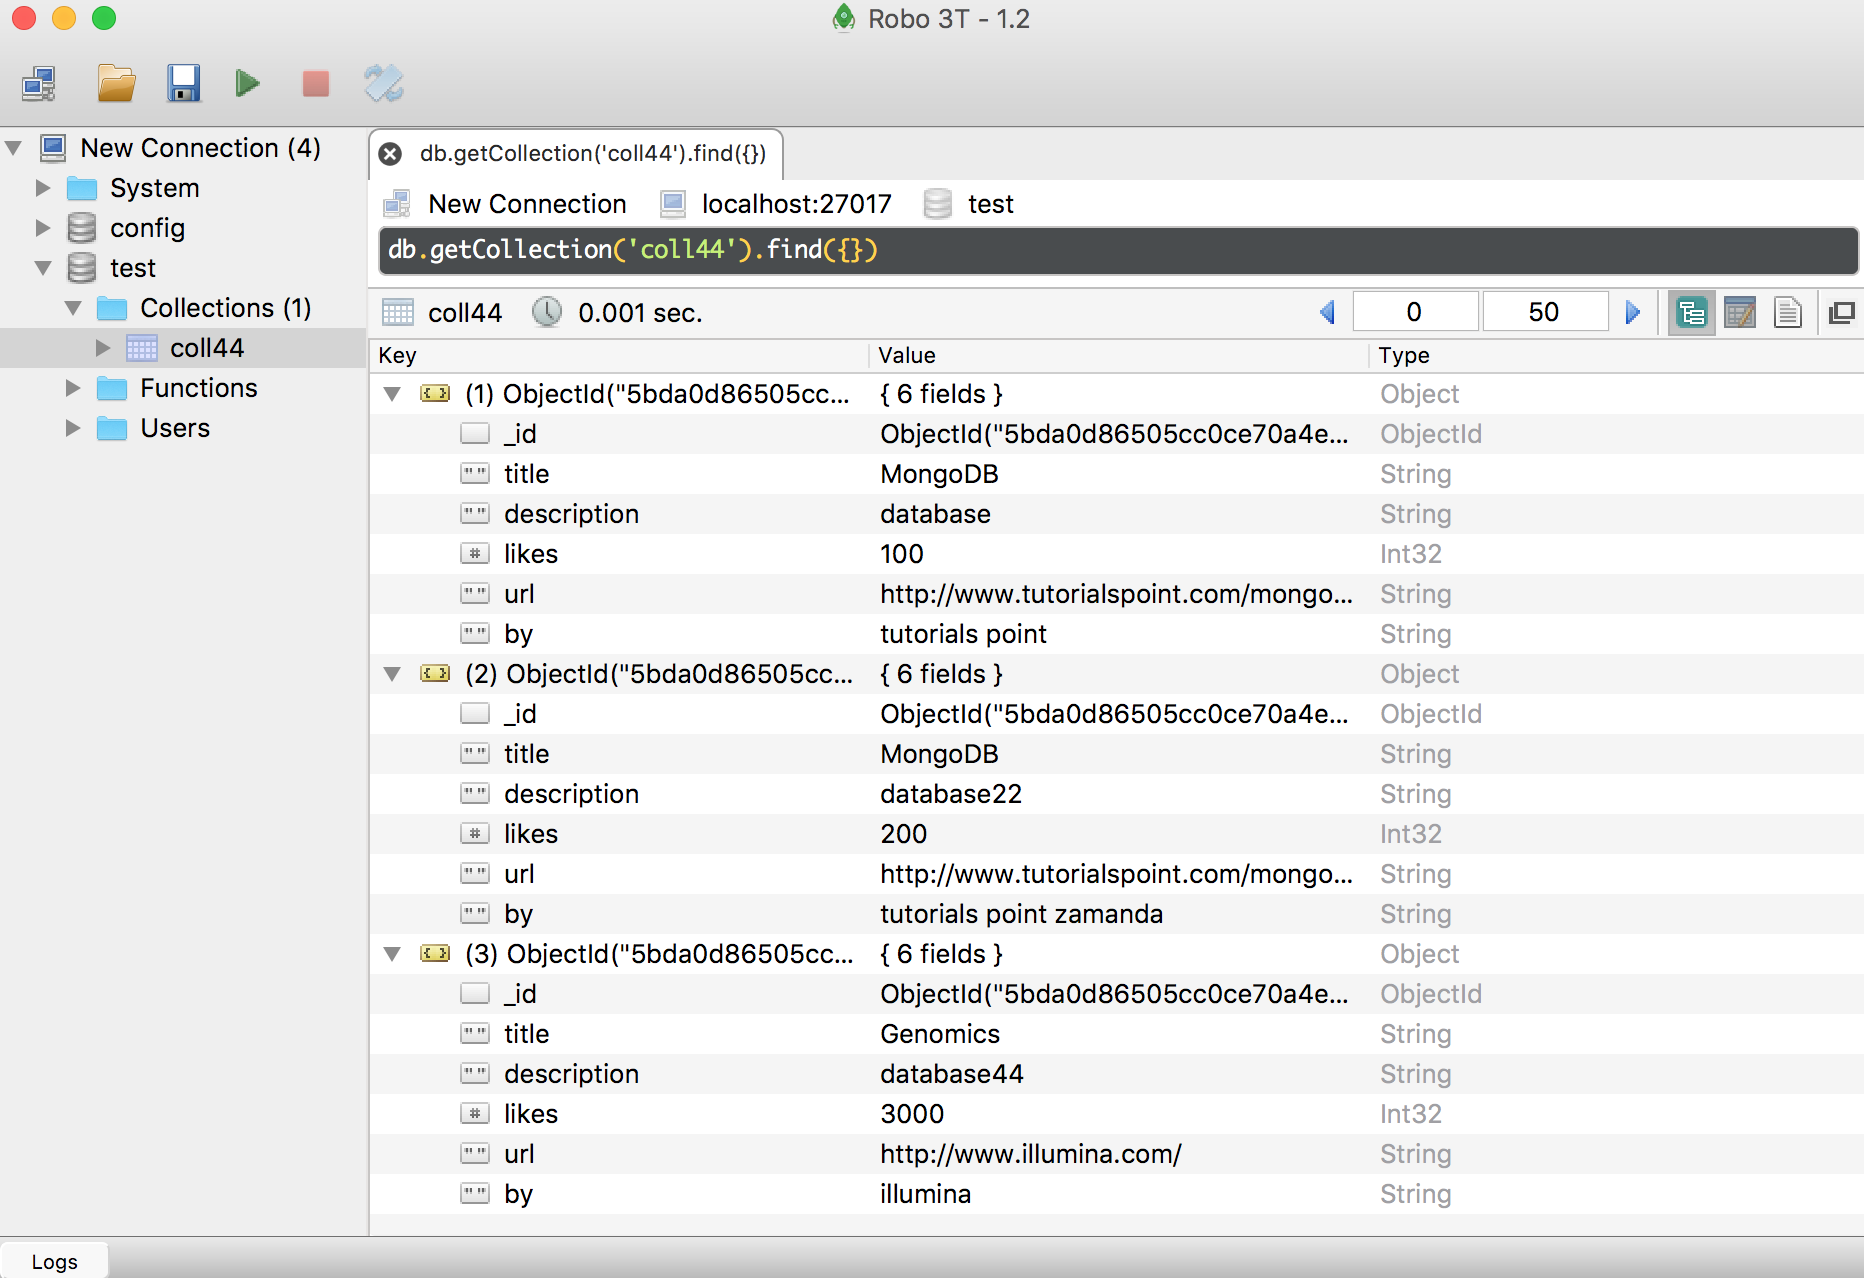 Robo 3T - 1.2
New Connection (4)
System
config
test
Collections (1)
coll44
Functions
Users
db.getCollection('coll44').find({})
New Connection localhost:27017 test
db.getCollection('coll44').find({})
coll44 0.001 sec. 0 50
Key Value Type
(1) ObjectId("5bda0d86505cc... { 6 fields } Object
_id ObjectId("5bda0d86505cc0ce70a4e... ObjectId
title MongoDB String
description database String
likes 100 Int32
url http://www.tutorialspoint.com/mongo... String
by tutorials point String
(2) ObjectId("5bda0d86505cc... { 6 fields } Object
_id ObjectId("5bda0d86505cc0ce70a4e... ObjectId
title MongoDB String
description database22 String
likes 200 Int32
url http://www.tutorialspoint.com/mongo... String
by tutorials point zamanda String
(3) ObjectId("5bda0d86505cc... { 6 fields } Object
_id ObjectId("5bda0d86505cc0ce70a4e... ObjectId
title Genomics String
description database44 String
likes 3000 Int32
url http://www.illumina.com/ String
by illumina String
Logs